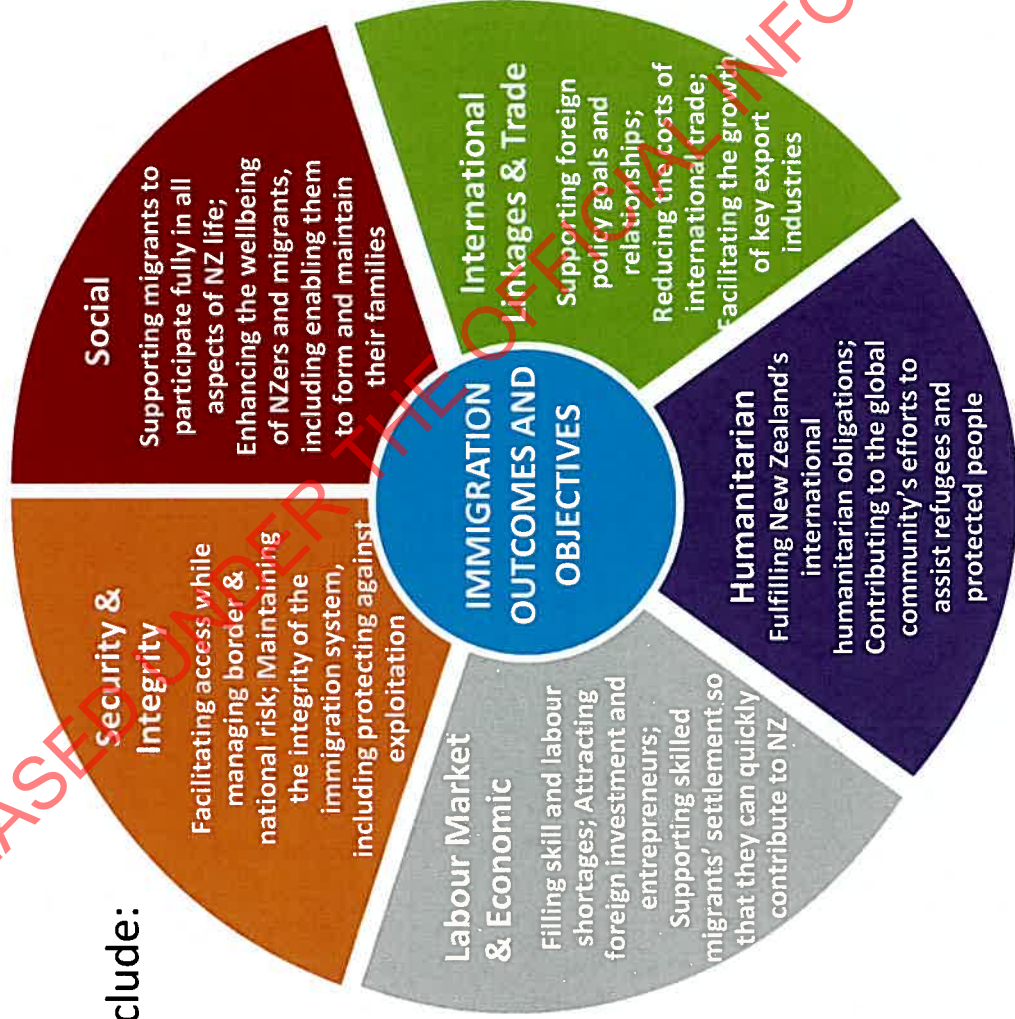 clude:
Security &
Integrity
Facilitating access while
managing border &
national risk; Maintaining
the integrity of the
immigration system,
including protecting against
exploitation
Social
Supporting migrants to
participate fully in all
aspects of NZ life;
Enhancing the wellbeing
of NZers and migrants,
including enabling them
to form and maintain
their families
International
Linkages & Trade
Supporting foreign
policy goals and
relationships;
Reducing the costs of
international trade;
Facilitating the growth
of key export
industries
Humanitarian
Fulfilling New Zealand's
international
humanitarian obligations;
Contributing to the global
community's efforts to
assist refugees and
protected people
Labour Market
& Economic
Filling skill and labour
shortages; Attracting
foreign investment and
entrepreneurs;
Supporting skilled
migrants' settlement so
that they can quickly
contribute to NZ
IMMIGRATION
OUTCOMES AND
OBJECTIVES
ASED UNDER THE OFFICIAL INFO